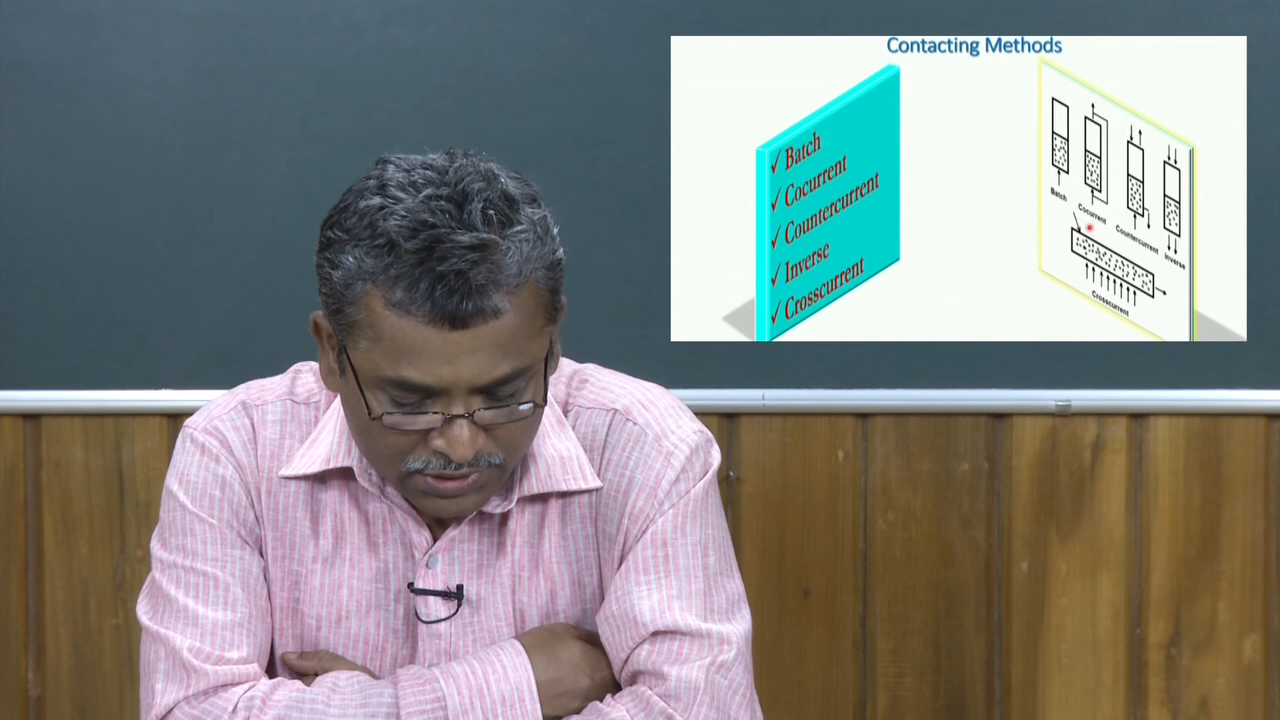 Contacting Methods
✓ Batch
✓ Cocurrent
✓ Countercurrent
✓ Inverse
✓ Crosscurrent
Batch
Cocurrent
Countercurrent
Inverse
Crosscurrent